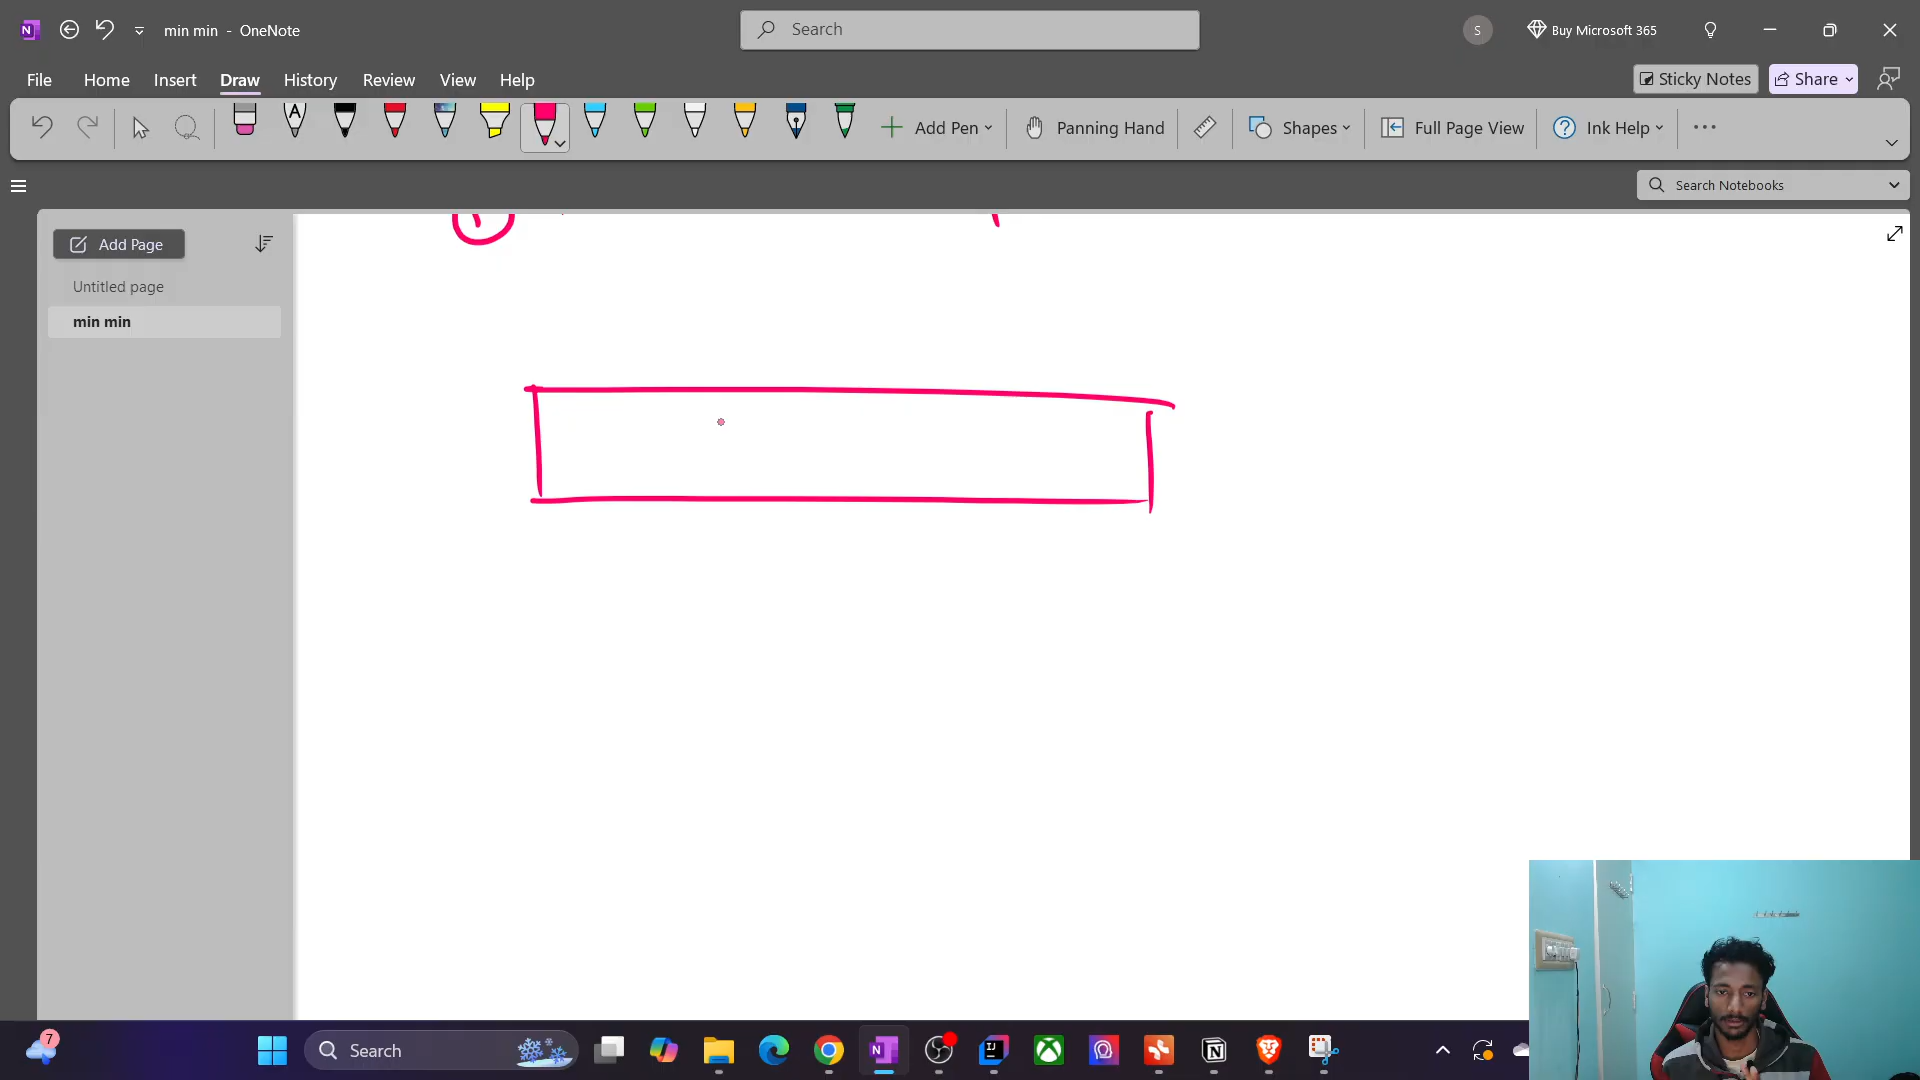 min min - OneNote
Search
S
Buy Microsoft 365
File Home Insert Draw History Review View Help
Sticky Notes
Share
A
Add Pen
Panning Hand
Shapes
Full Page View
Ink Help
Search Notebooks
Add Page
Untitled page
min min
7
Search